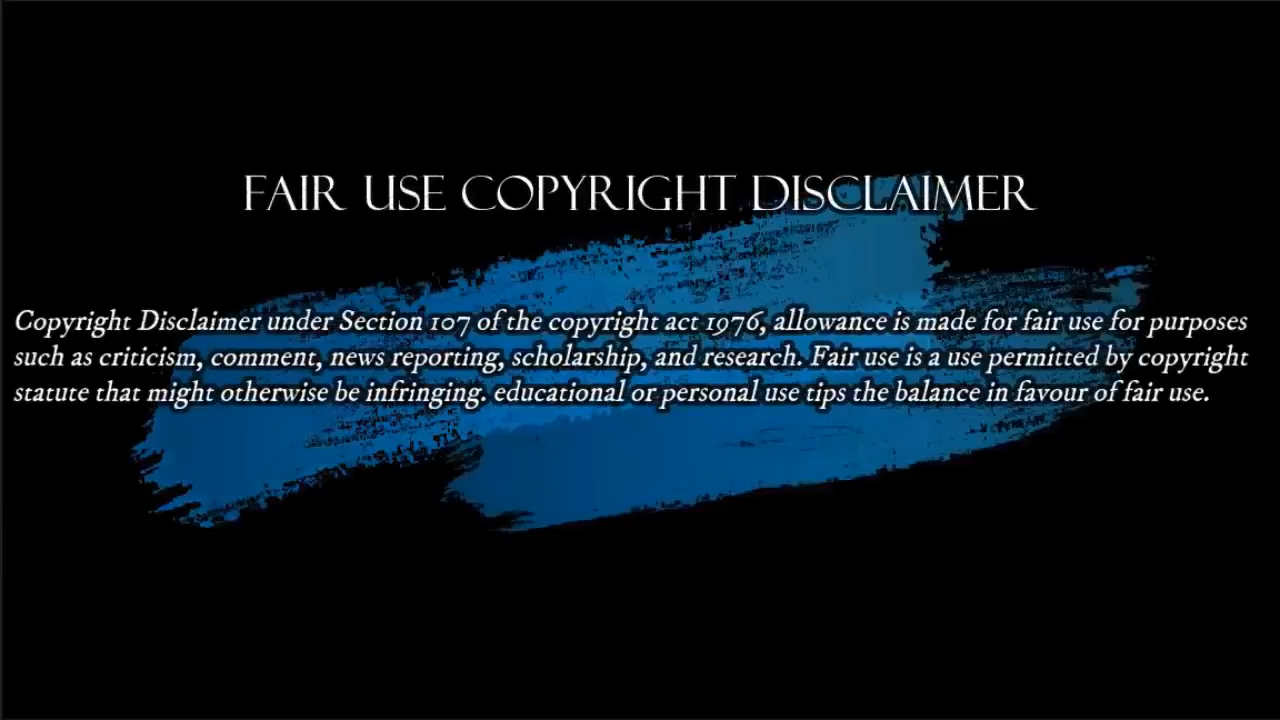 FAIR USE COPYRIGHT DISCLAIMER
Copyright Disclaimer under Section 107 of the copyright act 1976, allowance is made for fair use for purposes
such as criticism, comment, news reporting, scholarship, and research. Fair use is a use permitted by copyright
statute that might otherwise be infringing. educational or personal use tips the balance in favour of fair use.